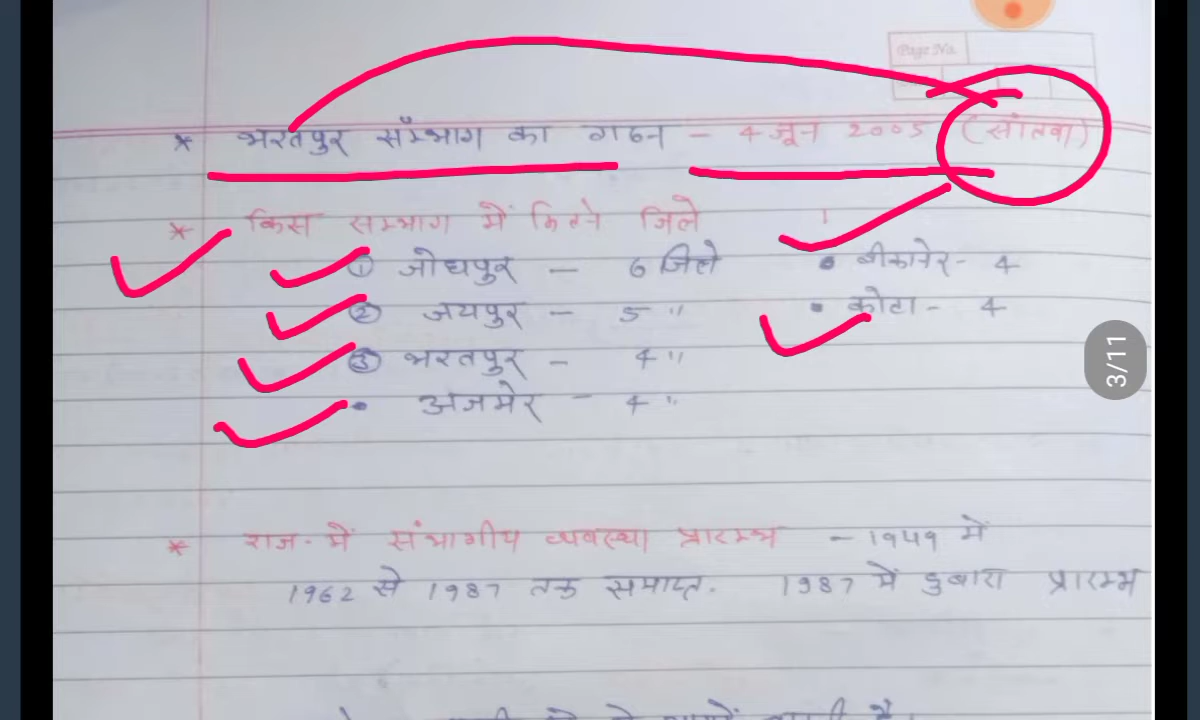 Page No.
* भरतपुर सम्भाग का गठन - 4 जून 2005 (सांतवा)
* किस सम्भाग में कितने जिले
① जोधपुर - 6 जिले • बीकानेर - 4
② जयपुर - 5 " • कोटा - 4
③ भरतपुर - 4 "
• अजमेर - 4 "
3/11
* राज. में संभागीय व्यवस्था प्रारम्भ - 1949 में
1962 से 1987 तक समाप्त. 1987 में दुबारा प्रारम्भ